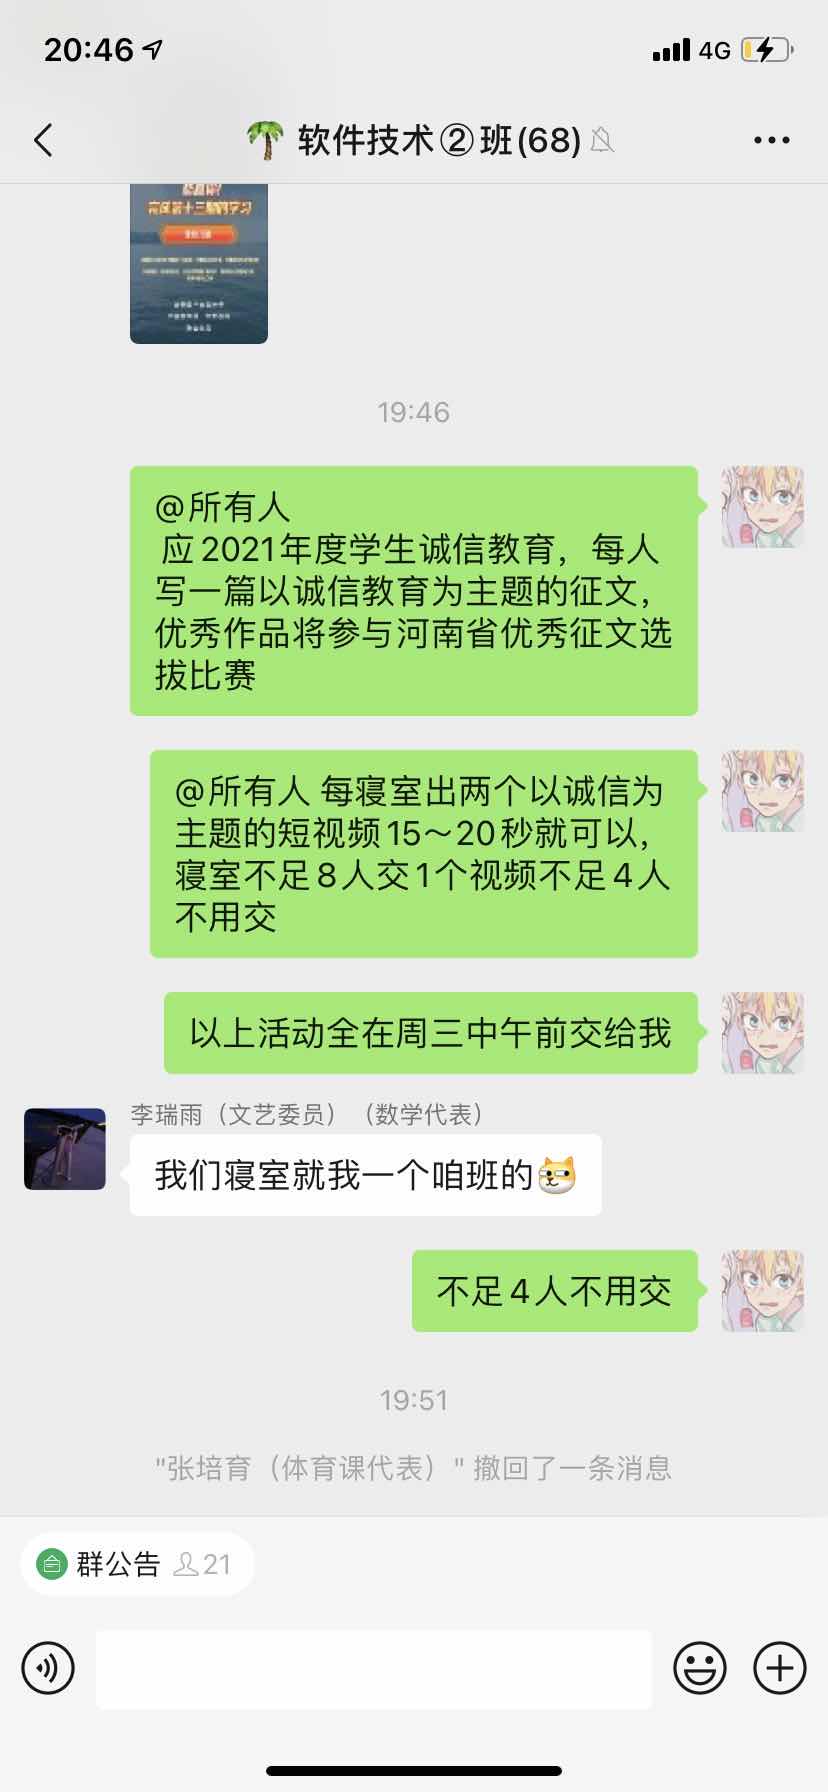 20:46
4G
🌴 软件技术②班(68)
高团第十三期的学习
19:46
@所有人
应2021年度学生诚信教育，每人
写一篇以诚信教育为主题的征文，
优秀作品将参与河南省优秀征文选
拔比赛
@所有人 每寝室出两个以诚信为
主题的短视频15～20秒就可以，
寝室不足8人交1个视频不足4人
不用交
以上活动全在周三中午前交给我
李瑞雨（文艺委员）（数学代表）
我们寝室就我一个咱班的
不足4人不用交
19:51
"张培育（体育课代表）" 撤回了一条消息
群公告 21